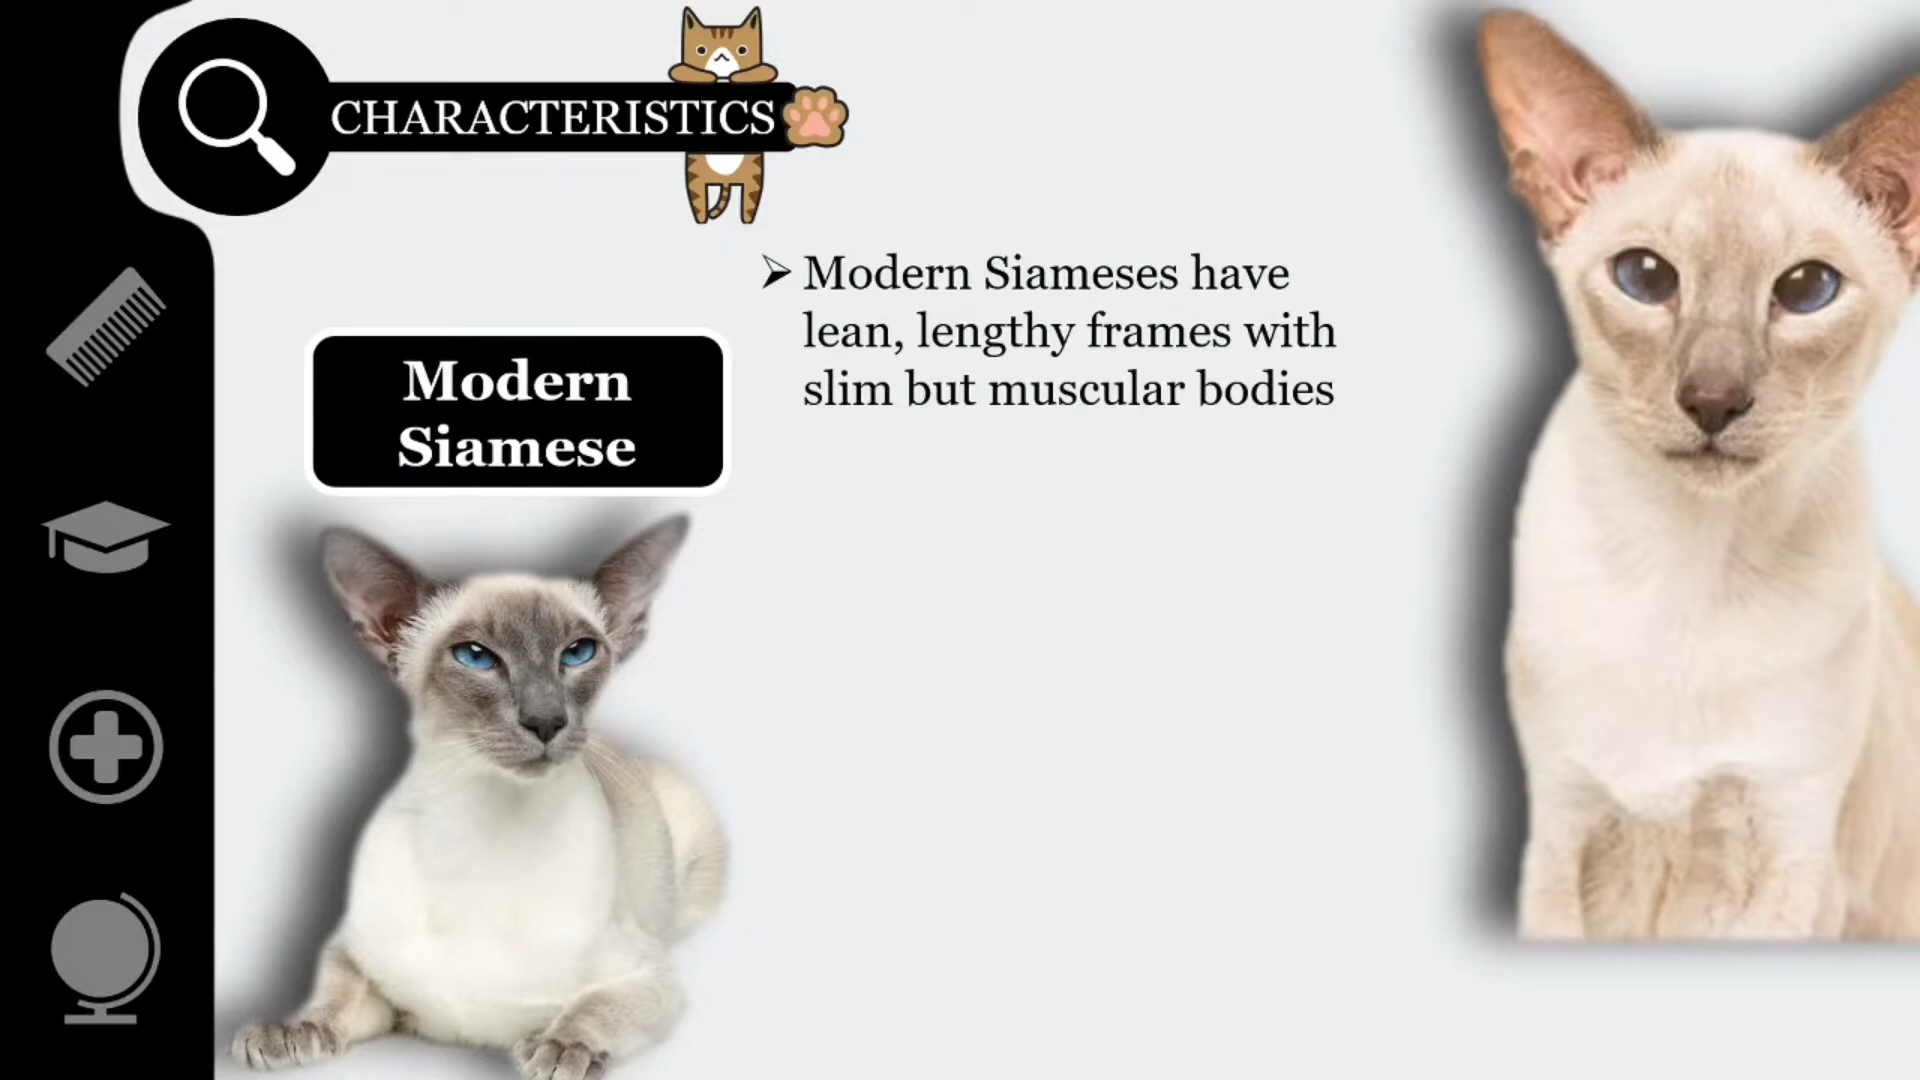 CHARACTERISTICS
Modern Siameses have
lean, lengthy frames with
slim but muscular bodies
Modern
Siamese